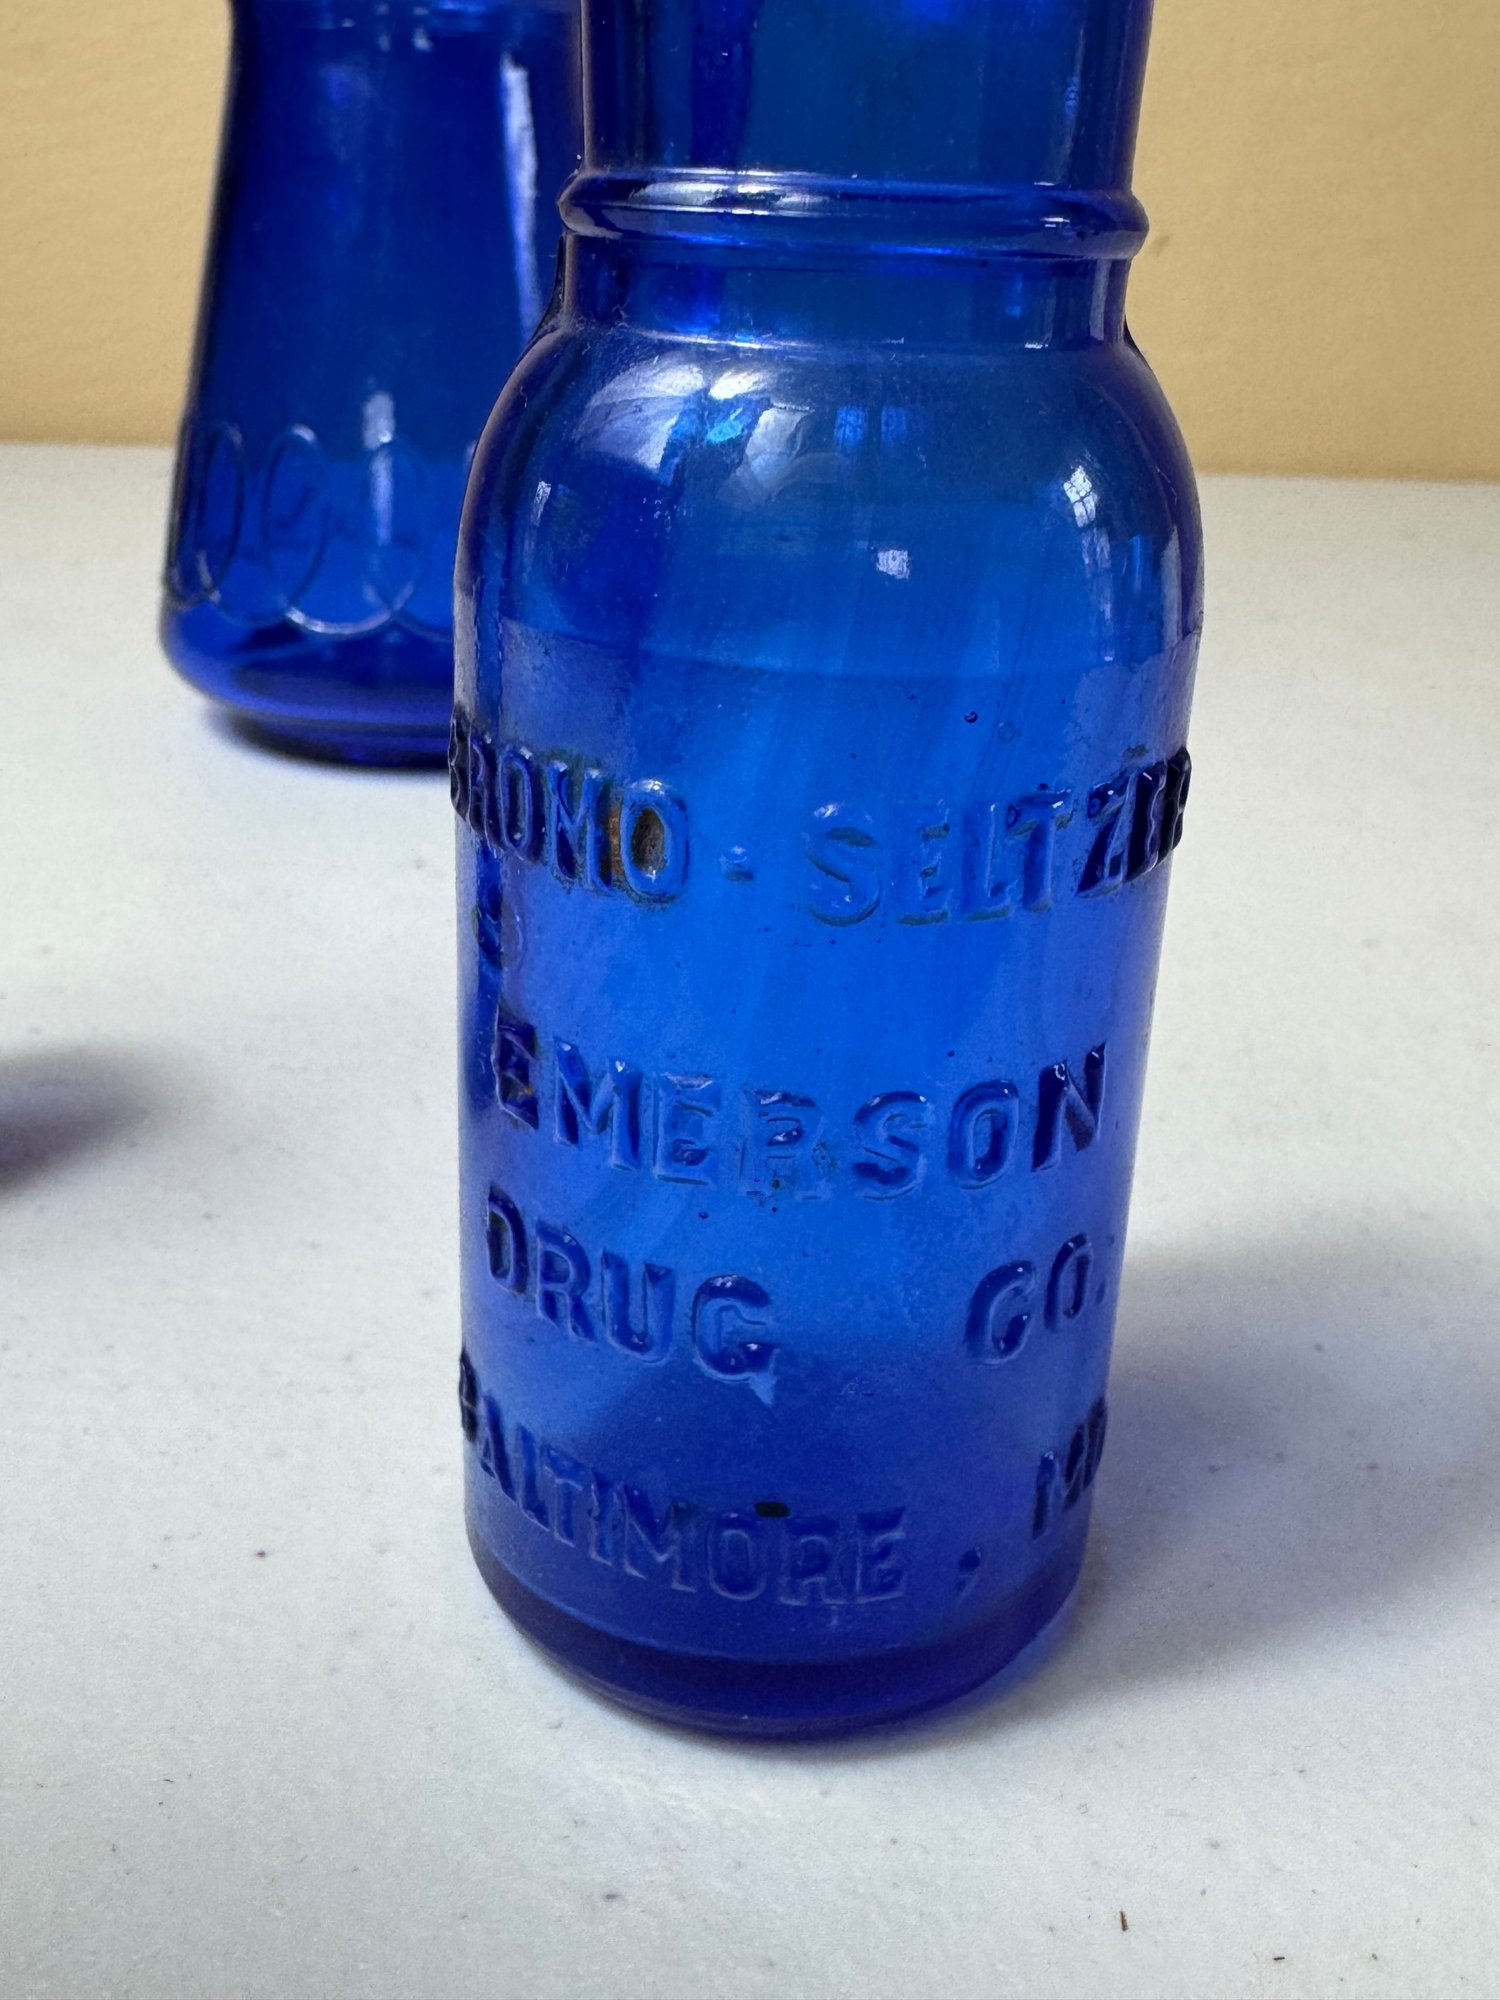 BROMO-SELTZER
EMERSON
DRUG CO.
BALTIMORE, MD